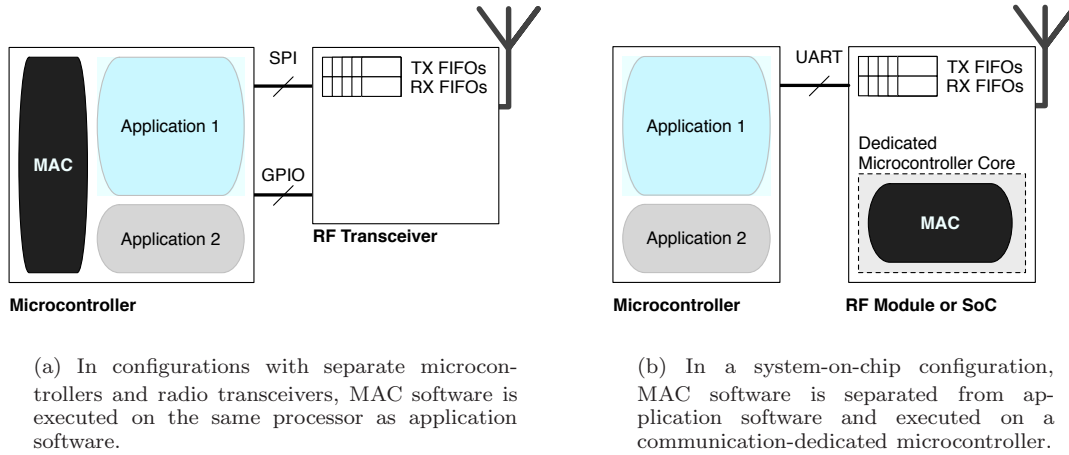 SPI
TX FIFOs
RX FIFOs
MAC
Application 1
GPIO
Application 2
RF Transceiver
Microcontroller
(a) In configurations with separate microcon-
trollers and radio transceivers, MAC software is
executed on the same processor as application
software.
UART
TX FIFOs
RX FIFOs
Application 1
Dedicated
Microcontroller Core
MAC
Application 2
Microcontroller
RF Module or SoC
(b) In a system-on-chip configuration,
MAC software is separated from ap-
plication software and executed on a
communication-dedicated microcontroller.